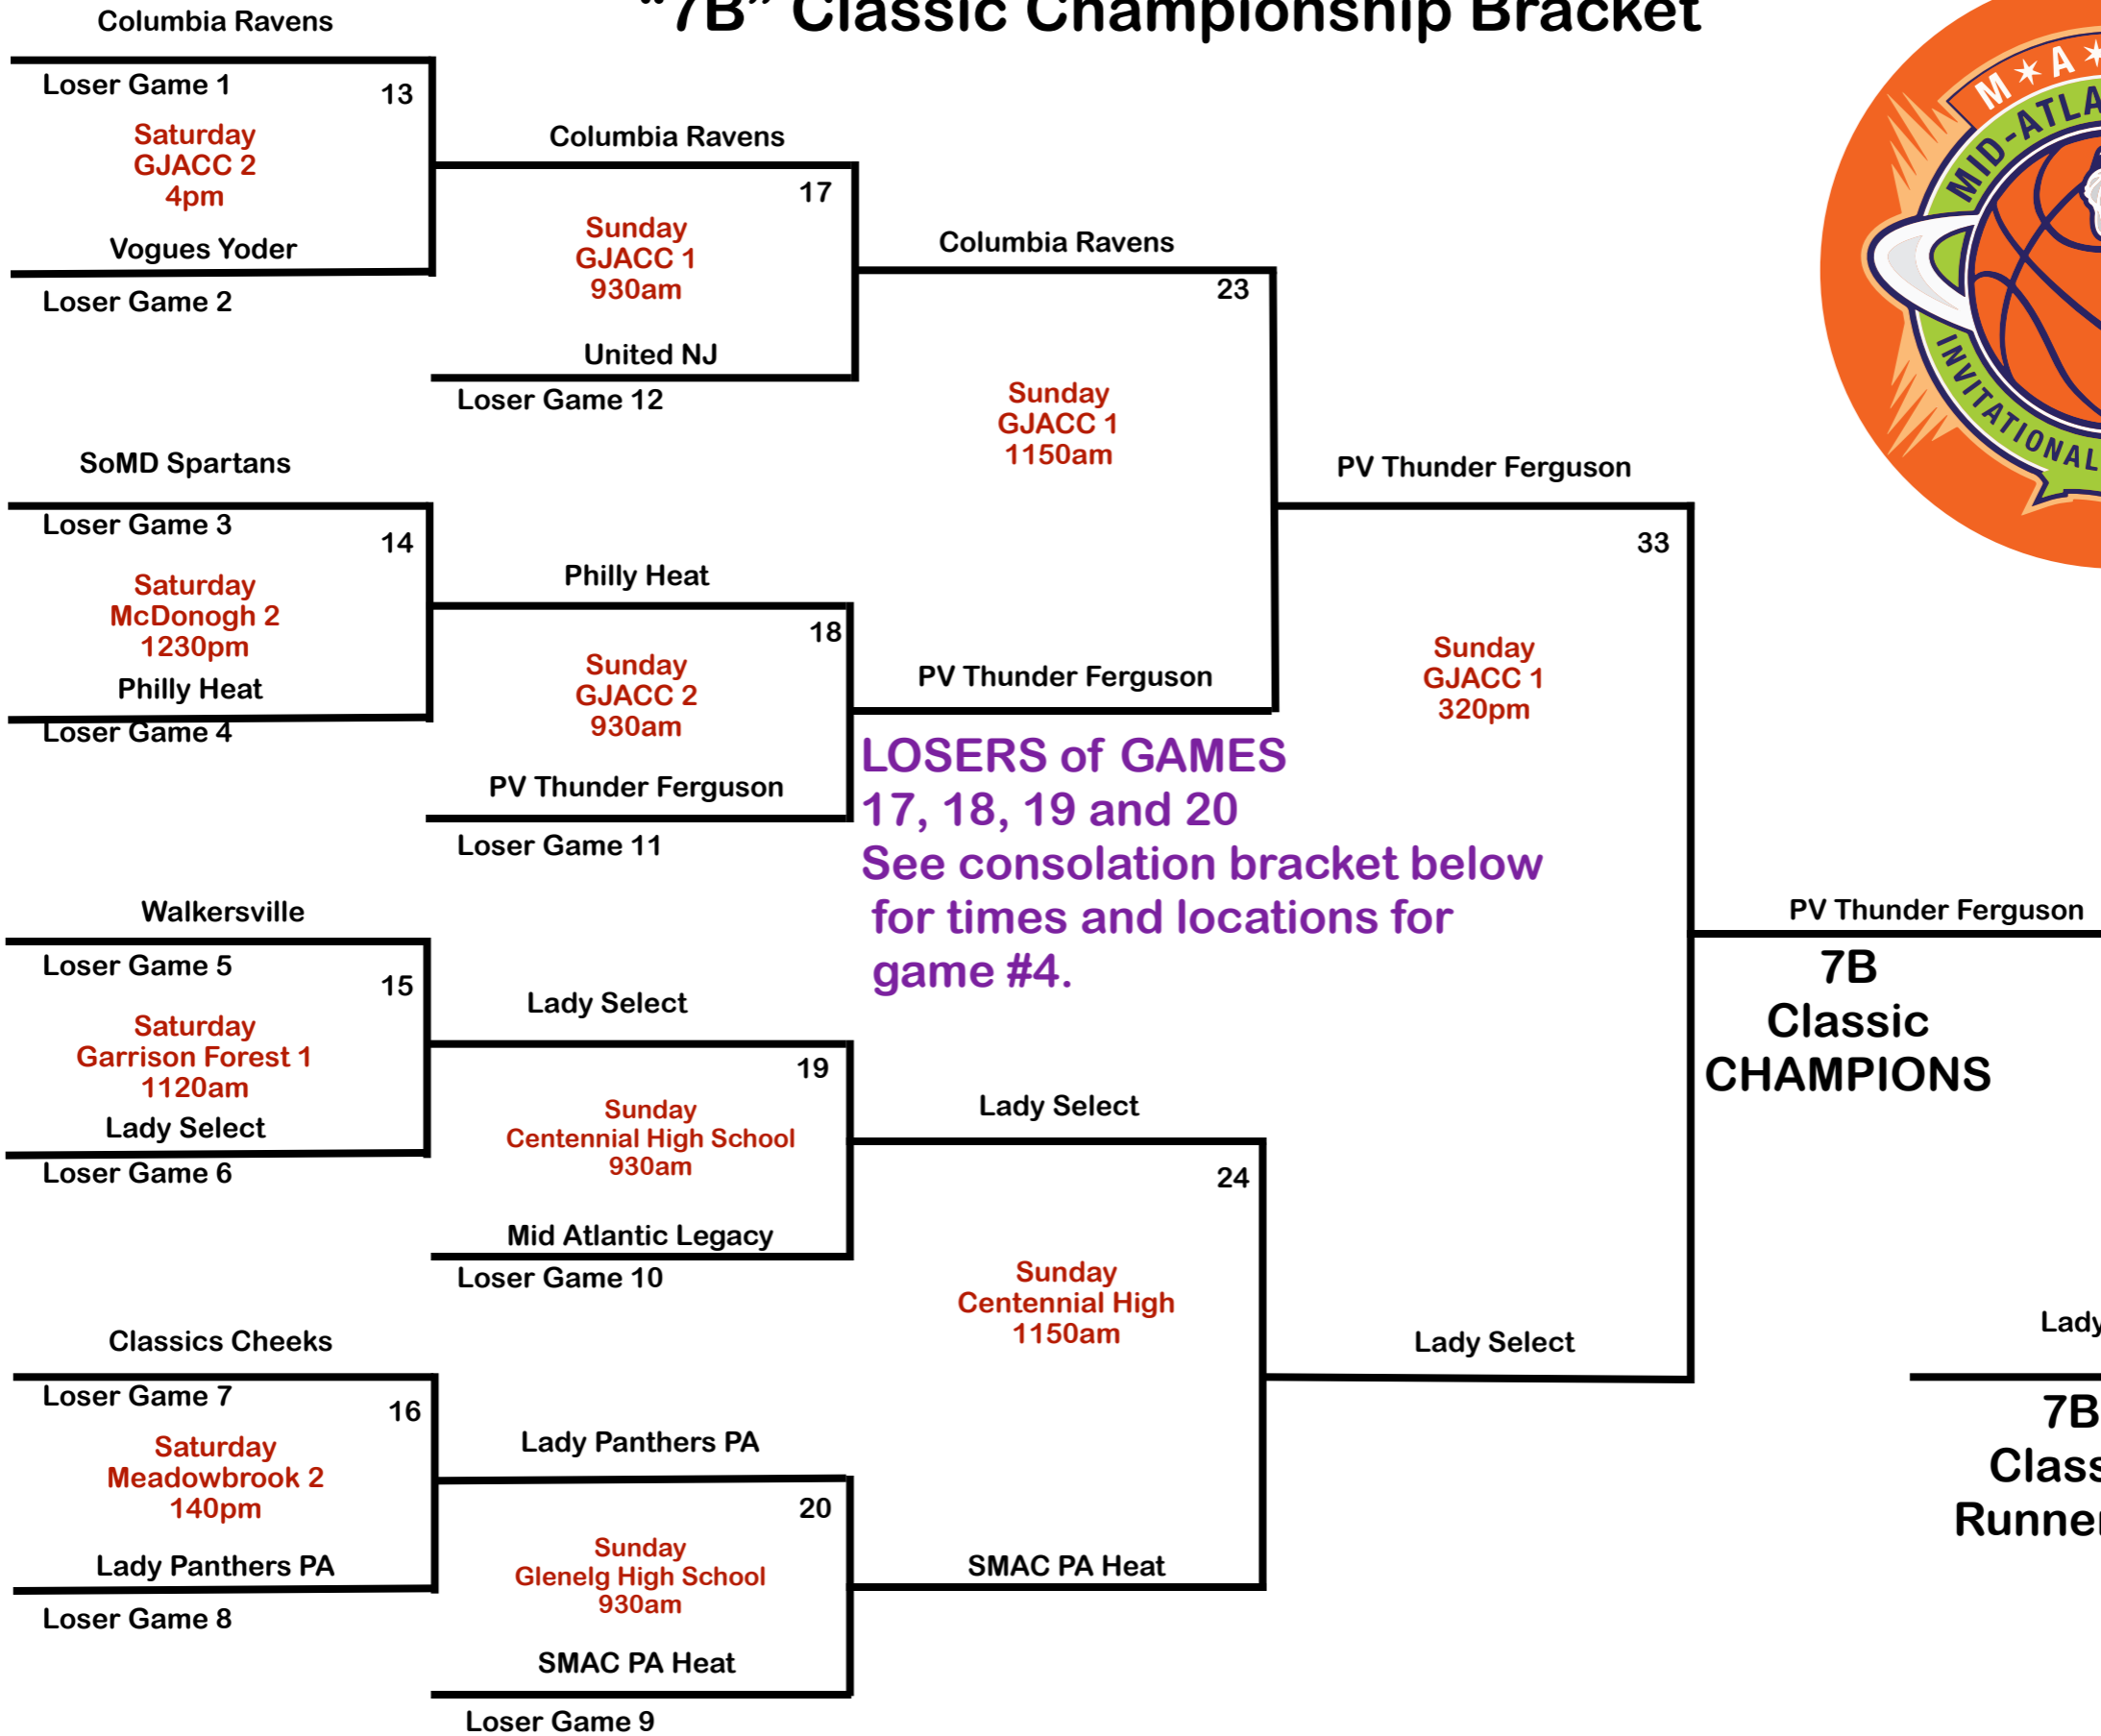 "7B" Classic Championship Bracket
Columbia Ravens
Loser Game 1
13
Saturday
GJACC 2
4pm
Vogues Yoder
Loser Game 2
Columbia Ravens
17
Sunday
GJACC 1
930am
United NJ
Loser Game 12
Columbia Ravens
23
Sunday
GJACC 1
1150am
SoMD Spartans
Loser Game 3
14
Saturday
McDonogh 2
1230pm
Philly Heat
Loser Game 4
Philly Heat
18
Sunday
GJACC 2
930am
PV Thunder Ferguson
Loser Game 11
PV Thunder Ferguson
PV Thunder Ferguson
33
Sunday
GJACC 1
320pm
LOSERS of GAMES
17, 18, 19 and 20
See consolation bracket below
for times and locations for
game #4.
Walkersville
Loser Game 5
15
Saturday
Garrison Forest 1
1120am
Lady Select
Loser Game 6
Lady Select
19
Sunday
Centennial High School
930am
Mid Atlantic Legacy
Loser Game 10
Lady Select
24
Sunday
Centennial High
1150am
Lady Select
PV Thunder Ferguson
7B
Classic
CHAMPIONS
Classics Cheeks
Loser Game 7
16
Saturday
Meadowbrook 2
140pm
Lady Panthers PA
Loser Game 8
Lady Panthers PA
20
Sunday
Glenelg High School
930am
SMAC PA Heat
Loser Game 9
SMAC PA Heat
Lady
7B
Class
Runner
M A
MID-ATLA
INVITATIONAL